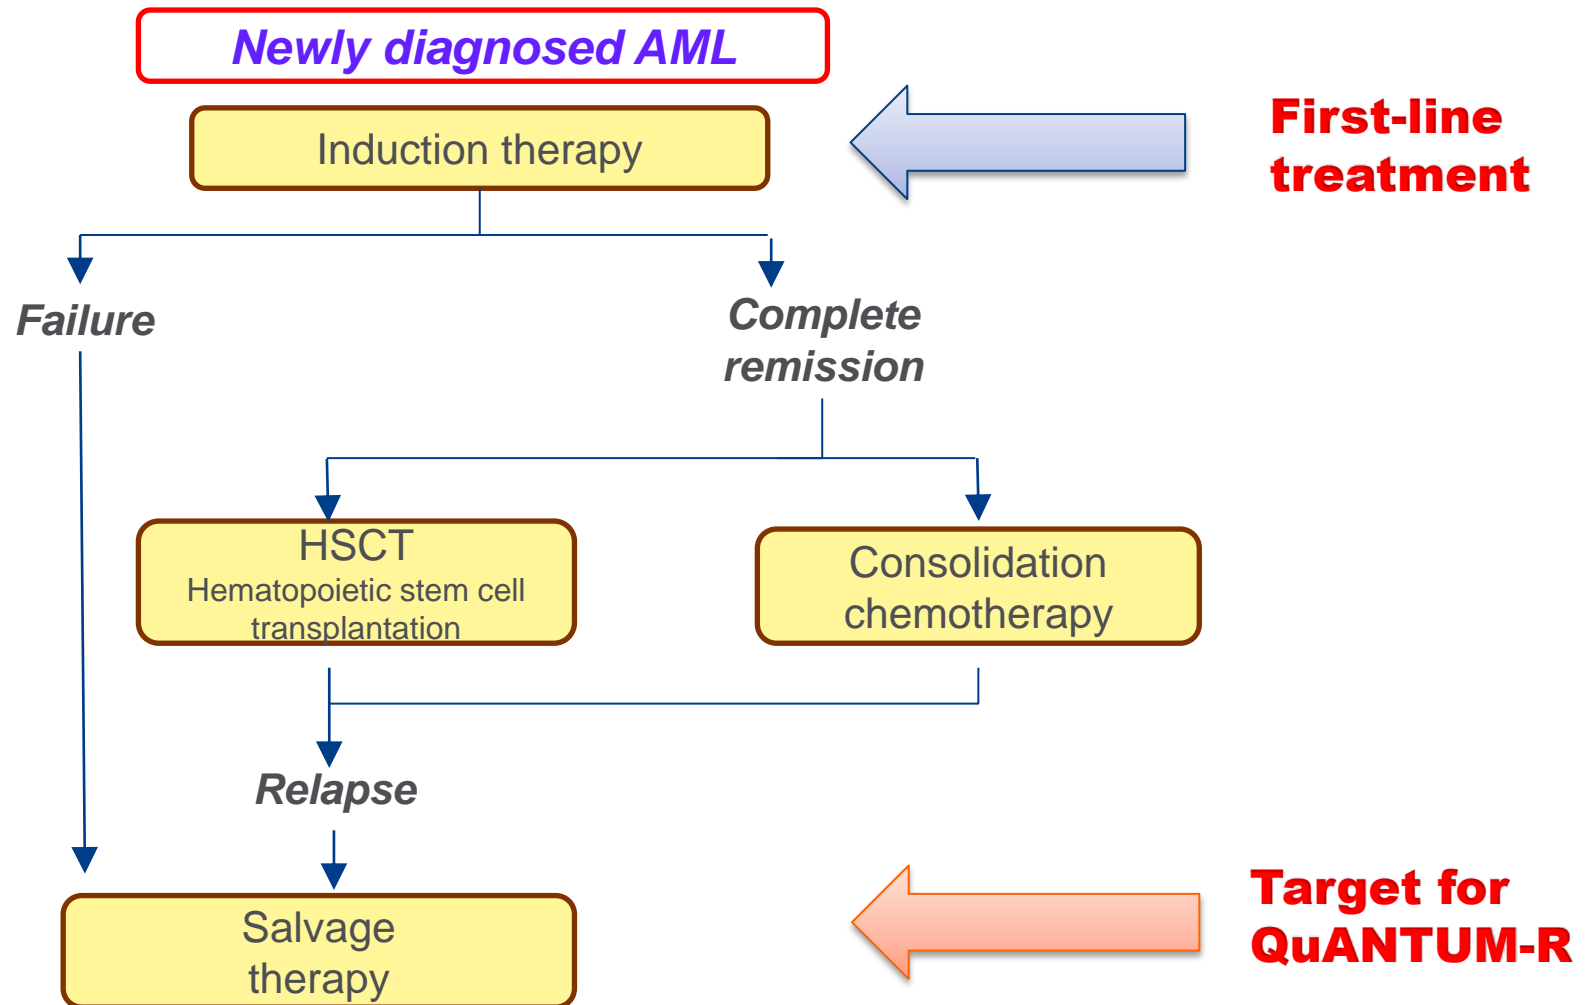 Newly diagnosed AML
Induction therapy
First-line
treatment
Failure
Complete
remission
HSCT
Hematopoietic stem cell
transplantation
Consolidation
chemotherapy
Relapse
Salvage
therapy
Target for
QuANTUM-R